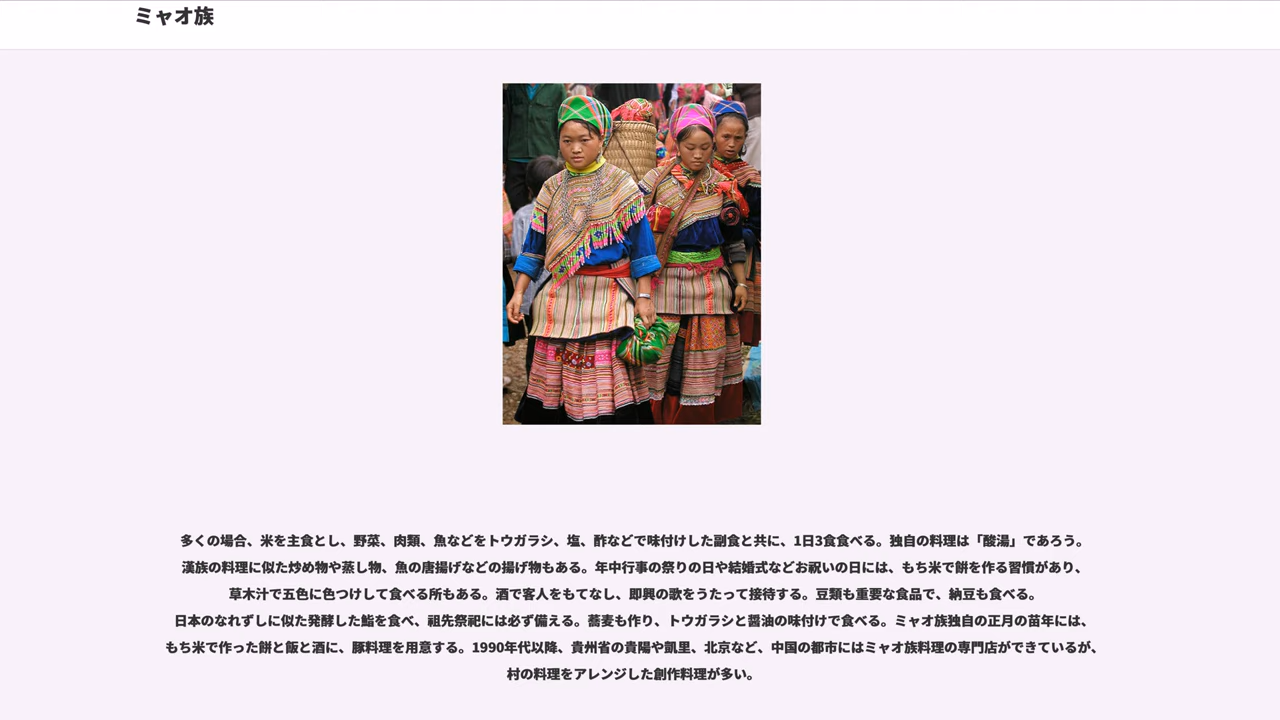 ミャオ族
多くの場合、米を主食とし、野菜、肉類、魚などをトウガラシ、塩、酢などで味付けした副食と共に、1日3食食べる。独自の料理は「酸湯」であろう。
漢族の料理に似た炒め物や蒸し物、魚の唐揚げなどの揚げ物もある。年中行事の祭りの日や結婚式などお祝いの日には、もち米で餅を作る習慣があり、
草木汁で五色に色つけして食べる所もある。酒で客人をもてなし、即興の歌をうたって接待する。豆類も重要な食品で、納豆も食べる。
日本のなれずしに似た発酵した鮨を食べ、祖先祭祀には必ず備える。蕎麦も作り、トウガラシと醤油の味付けで食べる。ミャオ族独自の正月の苗年には、
もち米で作った餅と飯と酒に、豚料理を用意する。1990年代以降、貴州省の貴陽や凱里、北京など、中国の都市にはミャオ族料理の専門店ができているが、
村の料理をアレンジした創作料理が多い。